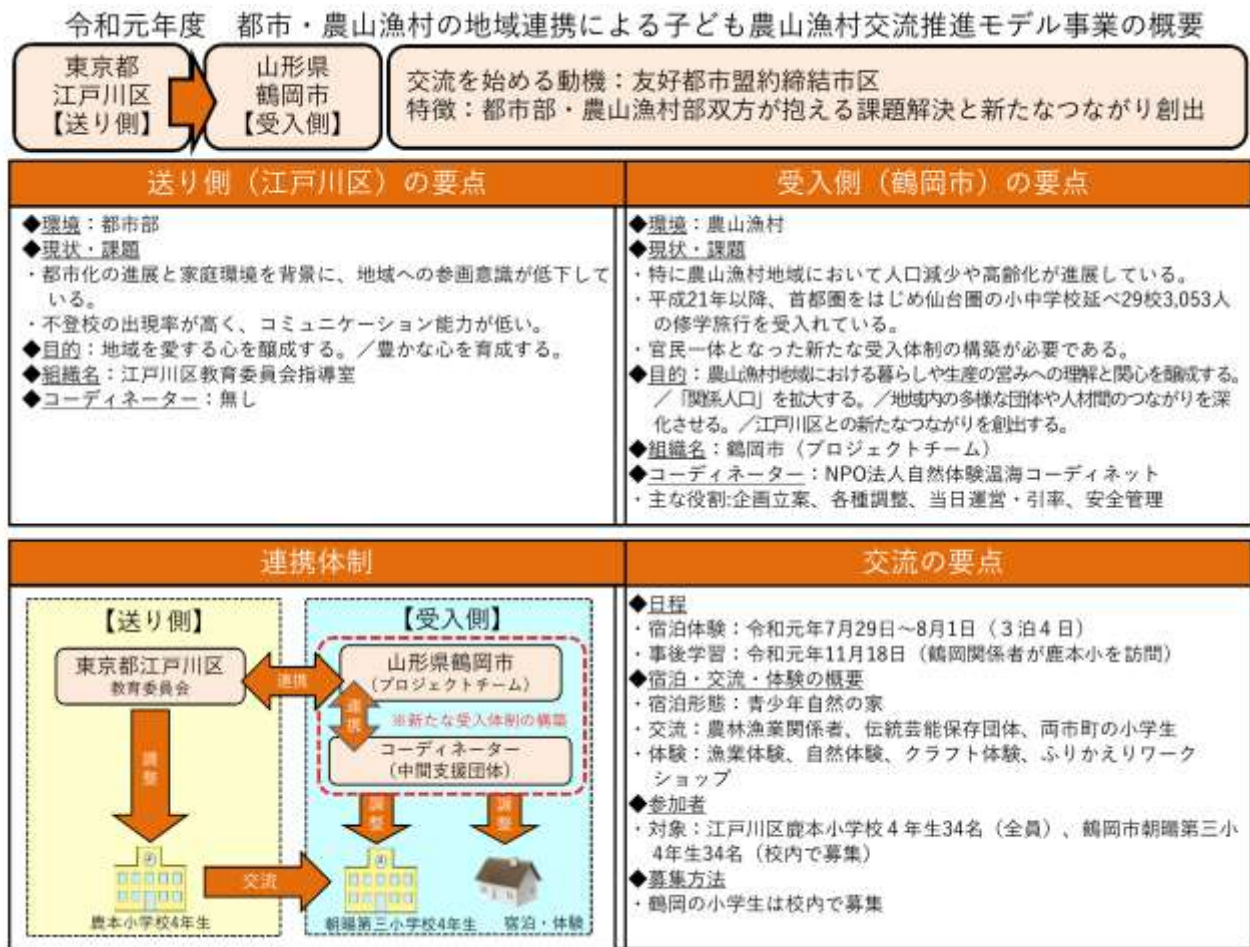 令和元年度　都市・農山漁村の地域連携による子ども農山漁村交流推進モデル事業の概要
東京都
江戸川区
【送り側】
山形県
鶴岡市
【受入側】
交流を始める動機：友好都市盟約締結市区
特徴：都市部・農山漁村部双方が抱える課題解決と新たなつながり創出
送り側（江戸川区）の要点
◆環境：都市部
◆現状・課題
・都市化の進展と家庭環境を背景に、地域への参画意識が低下して
いる。
・不登校の出現率が高く、コミュニケーション能力が低い。
◆目的：地域を愛する心を醸成する。／豊かな心を育成する。
◆組織名：江戸川区教育委員会指導室
◆コーディネーター：無し
受入側（鶴岡市）の要点
◆環境：農山漁村
◆現状・課題
・特に農山漁村地域において人口減少や高齢化が進展している。
・平成21年以降、首都圏をはじめ仙台圏の小中学校延べ29校3,053人
の修学旅行を受入れている。
・官民一体となった新たな受入体制の構築が必要である。
◆目的：農山漁村地域における暮らしや生産の営みへの理解と関心を醸成する。
／「関係人口」を拡大する。／地域内の多様な団体や人材間のつながりを深
化させる。／江戸川区との新たなつながりを創出する。
◆組織名：鶴岡市（プロジェクトチーム）
◆コーディネーター：NPO法人自然体験温海コーディネット
・主な役割:企画立案、各種調整、当日運営・引率、安全管理
連携体制
【送り側】
【受入側】
東京都江戸川区
教育委員会
連携
山形県鶴岡市
(プロジェクトチーム)
連携
※新たな受入体制の構築
コーディネーター
(中間支援団体)
調整
調整
調整
交流
鹿本小学校4年生
朝暘第三小学校4年生
宿泊・体験
交流の要点
◆日程
・宿泊体験：令和元年7月29日～8月1日（３泊４日）
・事後学習：令和元年11月18日（鶴岡関係者が鹿本小を訪問）
◆宿泊・交流・体験の概要
・宿泊形態：青少年自然の家
・交流：農林漁業関係者、伝統芸能保存団体、両市町の小学生
・体験：漁業体験、自然体験、クラフト体験、ふりかえりワーク
ショップ
◆参加者
・対象：江戸川区鹿本小学校４年生34名（全員）、鶴岡市朝暘第三小
4年生34名（校内で募集）
◆募集方法
・鶴岡の小学生は校内で募集